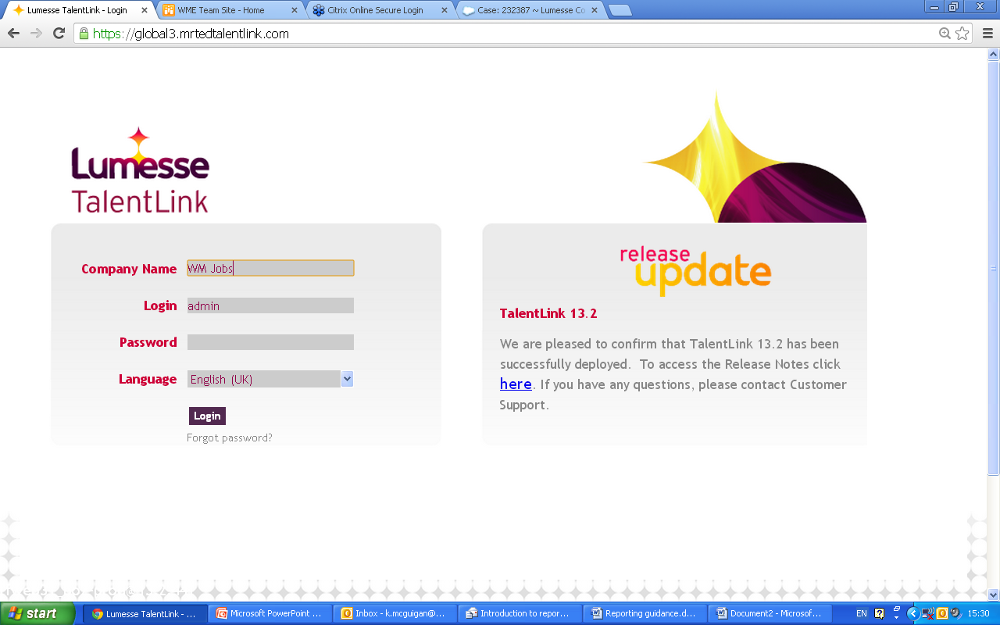 Lumesse TalentLink - Login
WME Team Site - Home
Citrix Online Secure Login
Case: 232387 ~ Lumesse Co
https://global3.mrtedtalentlink.com
Lumesse
TalentLink
Company Name WM Jobs
Login admin
Password
Language English (UK)
Login
Forgot password?
release
update
TalentLink 13.2
We are pleased to confirm that TalentLink 13.2 has been
successfully deployed. To access the Release Notes click
here. If you have any questions, please contact Customer
Support.
start
Lumesse TalentLink - ...
Microsoft PowerPoint ...
Inbox - k.mcguigan@...
Introduction to repor...
Reporting guidance.d...
Document2 - Microsof...
EN
15:30